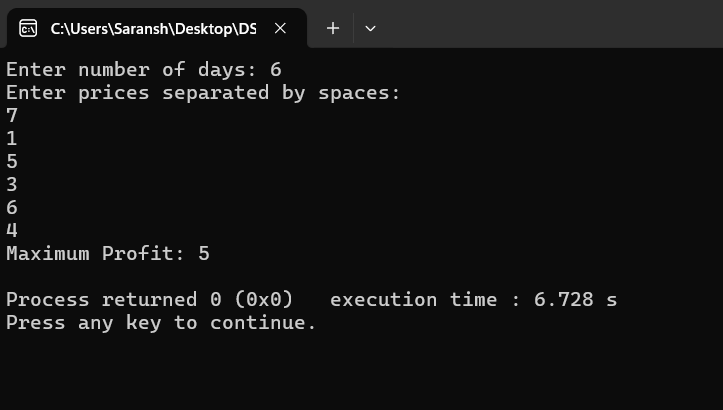 C:\Users\Saransh\Desktop\DS
Enter number of days: 6
Enter prices separated by spaces:
7
1
5
3
6
4
Maximum Profit: 5
Process returned 0 (0x0)   execution time : 6.728 s
Press any key to continue.